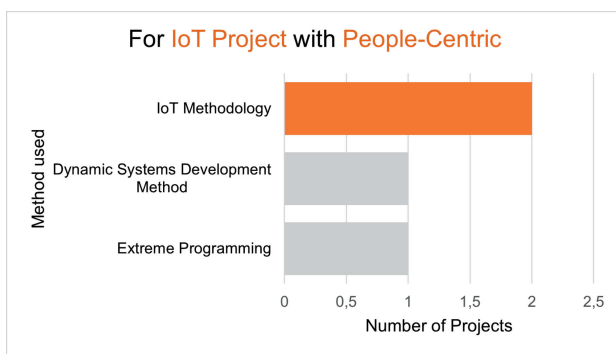 For IoT Project with People-Centric
Method used
IoT Methodology
Dynamic Systems Development
Method
Extreme Programming
0 0,5 1 1,5 2 2,5
Number of Projects